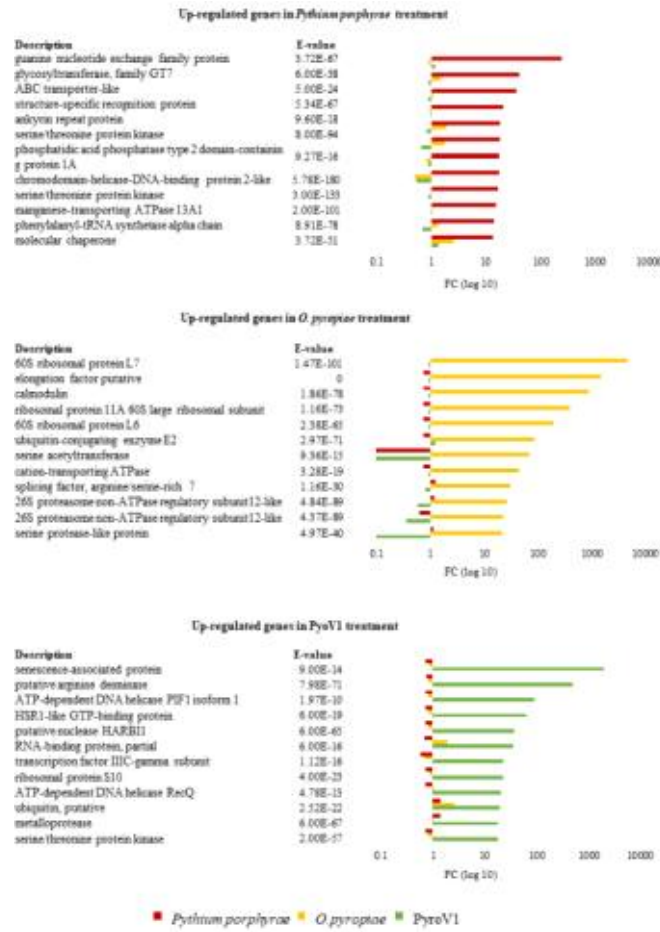 Up-regulated genes in Pythium porphyrae treatment
Description E-value
guanine nucleotide exchange family protein 3.72E-67
glycosyltransferase, family GT7 6.00E-38
ABC transporter-like 5.00E-24
structure-specific recognition protein 5.34E-67
ankyrin repeat protein 9.60E-18
serine/threonine protein kinase 8.00E-94
phosphatidic acid phosphatase type 2 domain-containin
g protein 1A 9.27E-16
chromodomain-helicase-DNA-binding protein 2-like 5.78E-180
serine/threonine protein kinase 3.00E-133
manganese-transporting ATPase 13A1 2.00E-101
phenylalanyl-tRNA synthetase alpha chain 8.91E-78
molecular chaperone 3.72E-51
0.1 1 10 100 1000 10000
FC (log 10)
Up-regulated genes in O. pyropiae treatment
Description E-value
60S ribosomal protein L7 1.47E-101
elongation factor putative 0
calmodulin 1.86E-78
ribosomal protein 11A 60S large ribosomal subunit 1.16E-73
60S ribosomal protein L6 2.38E-65
ubiquitin-conjugating enzyme E2 2.97E-71
serine acetyltransferase 9.36E-15
cation-transporting ATPase 3.28E-19
splicing factor, arginine/serine-rich 7 1.16E-30
26S proteasome non-ATPase regulatory subunit 12-like 4.84E-89
26S proteasome non-ATPase regulatory subunit 12-like 4.37E-89
serine protease-like protein 4.97E-40
0.1 1 10 100 1000 10000
FC (log 10)
Up-regulated genes in PyroV1 treatment
Description E-value
senescence-associated protein 9.00E-14
putative arginine deiminase 7.98E-71
ATP-dependent DNA helicase PIF1 isoform 1 1.97E-10
HSR1-like GTP-binding protein 6.00E-19
putative nuclease HARBI1 6.00E-65
RNA-binding protein, partial 6.00E-16
transcription factor IIIC-gamma subunit 1.12E-16
ribosomal protein S10 4.00E-25
ATP-dependent DNA helicase RecQ 4.78E-15
ubiquitin, putative 2.52E-22
metalloprotease 6.00E-67
serine/threonine protein kinase 2.00E-57
0.1 1 10 100 1000 10000
FC (log 10)
Pythium porphyrae O. pyropiae PyroV1